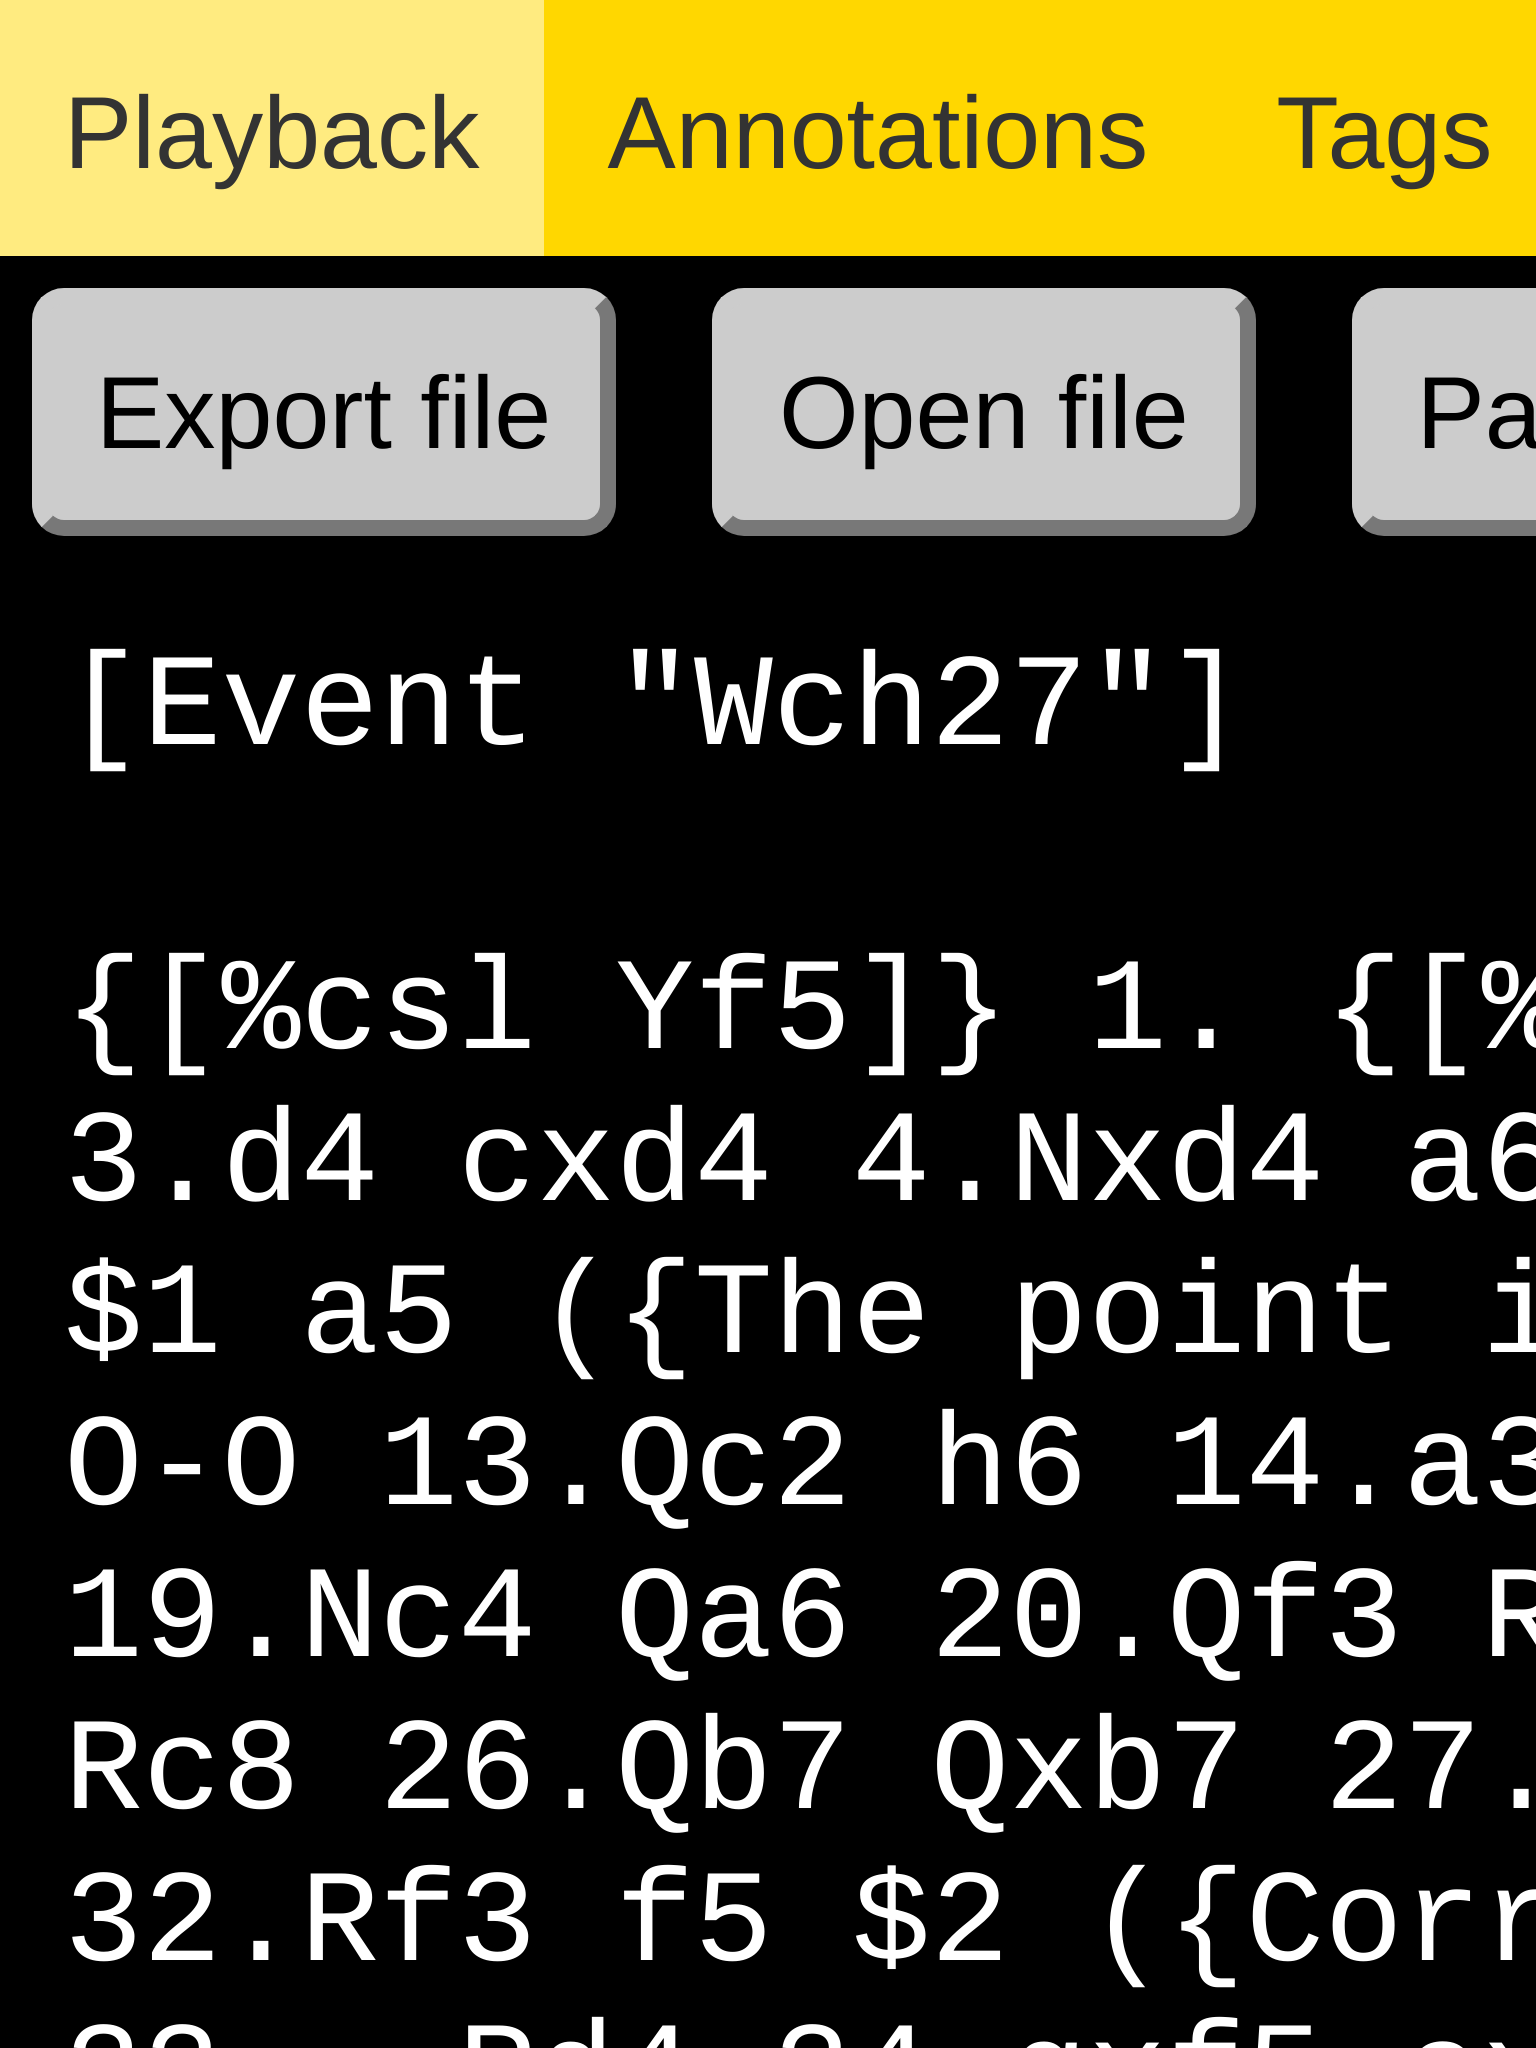 Playback Annotations Tags
Export file Open file Pa
[Event "Wch27"]
{[%csl Yf5]} 1. {[%
3.d4 cxd4 4.Nxd4 a6
$1 a5 ({The point i
O-O 13.Qc2 h6 14.a3
19.Nc4 Qa6 20.Qf3 R
Rc8 26.Qb7 Qxb7 27.
32.Rf3 f5 $2 ({Corr